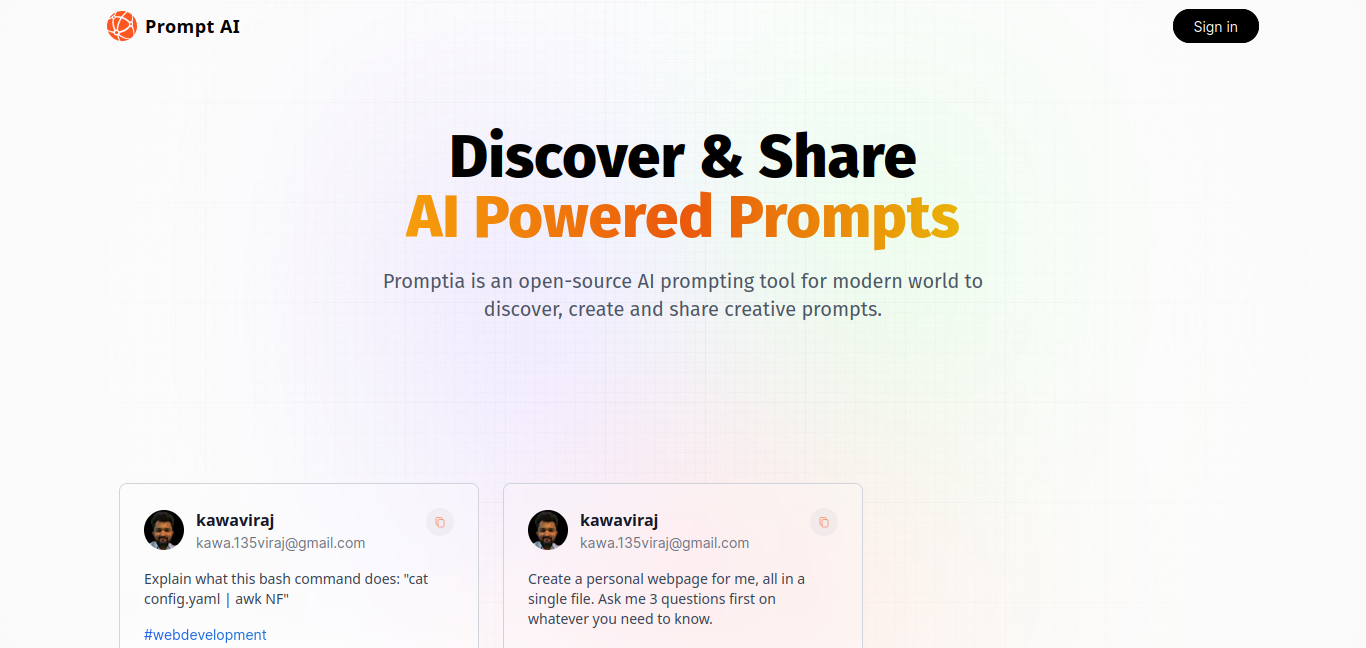 Prompt AI
Sign in
Discover & Share
AI Powered Prompts
Promptia is an open-source AI prompting tool for modern world to
discover, create and share creative prompts.
kawaviraj
kawa.135viraj@gmail.com
Explain what this bash command does: "cat
config.yaml | awk NF"
#webdevelopment
kawaviraj
kawa.135viraj@gmail.com
Create a personal webpage for me, all in a
single file. Ask me 3 questions first on
whatever you need to know.